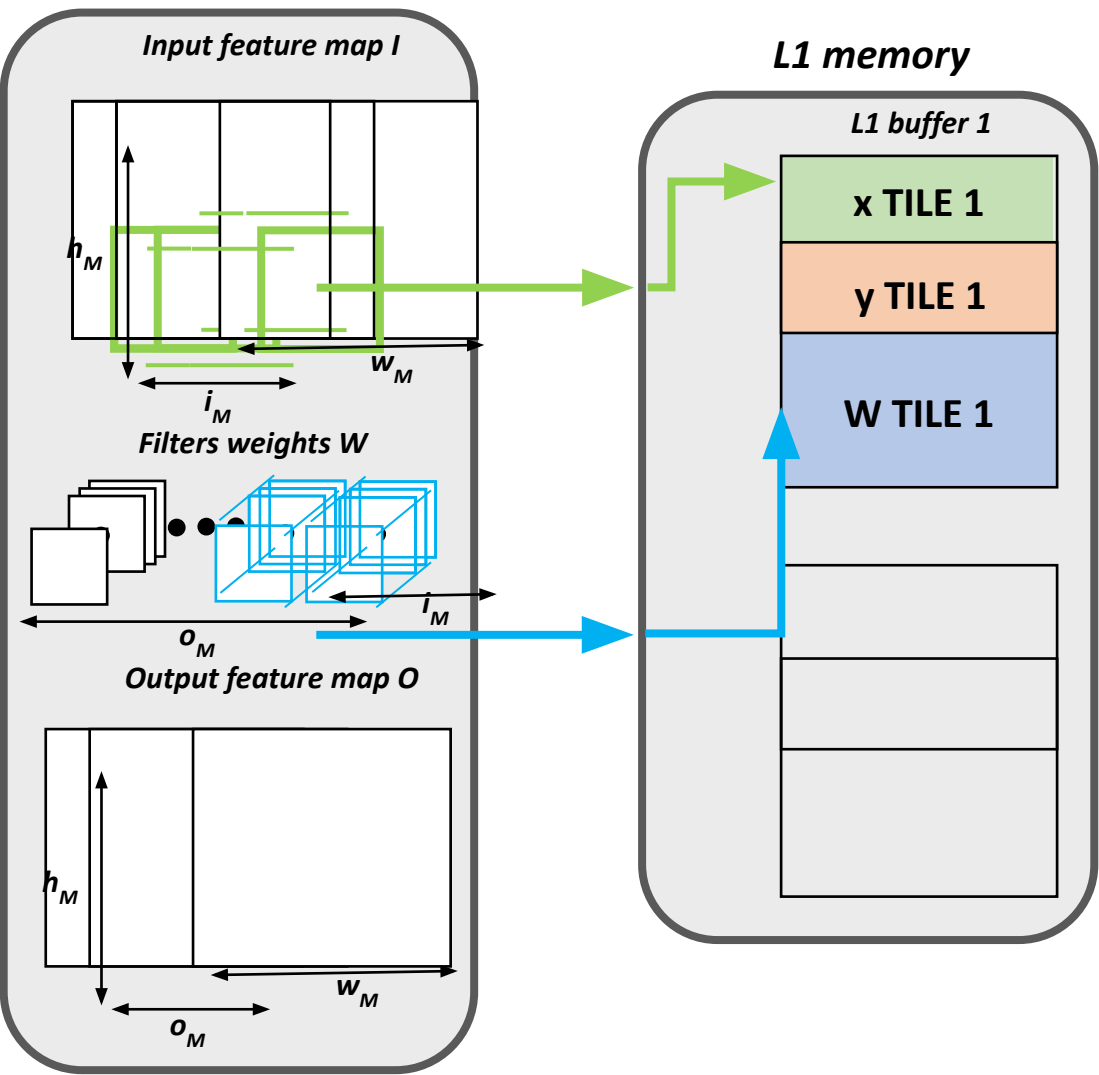 Input feature map I
h_M
w_M
i_M
Filters weights W
i_M
o_M
Output feature map O
h_M
w_M
o_M
L1 memory
L1 buffer 1
x TILE 1
y TILE 1
W TILE 1